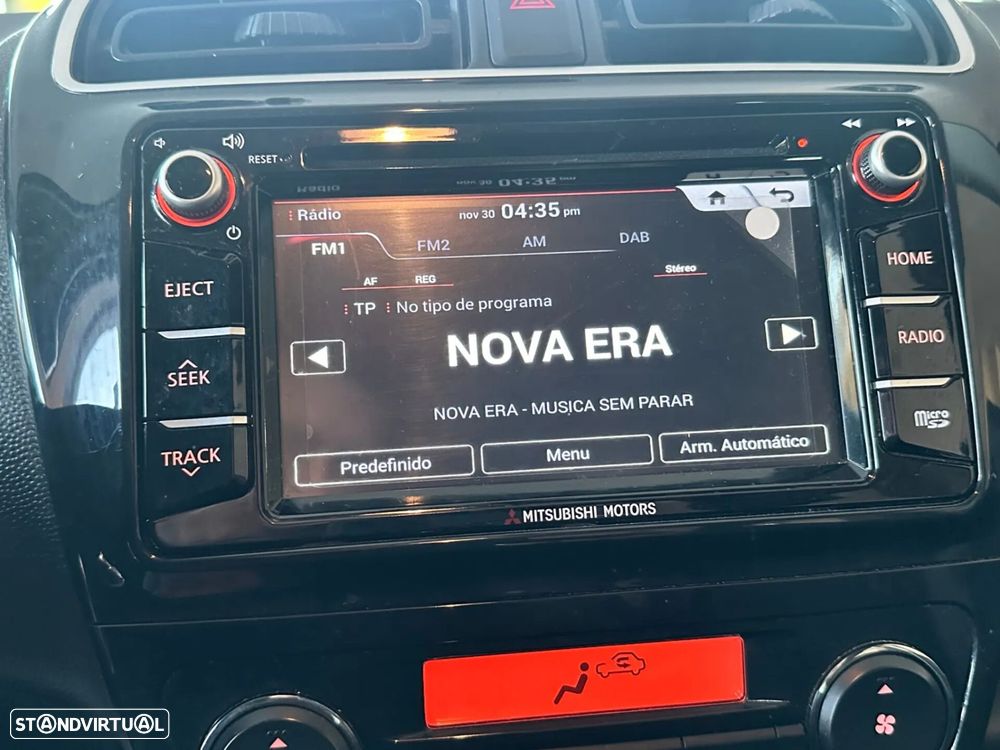 RESET
EJECT
SEEK
TRACK
Rádio
nov 30 04:35 pm
FM1 FM2 AM DAB
AF REG Stéreo
TP : No tipo de programa
NOVA ERA
NOVA ERA - MUSICA SEM PARAR
Predefinido Menu Arm. Automático
MITSUBISHI MOTORS
HOME
RADIO
micro SD
STANDVIRTUAL